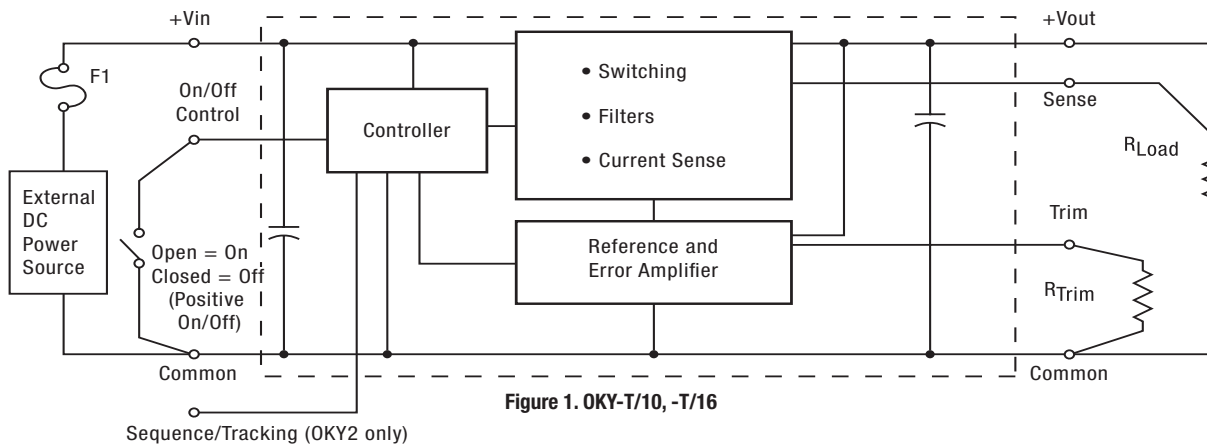 +Vin
+Vout
F1
On/Off
Control
Controller
• Switching
• Filters
• Current Sense
Sense
RLoad
External
DC
Power
Source
Open = On
Closed = Off
(Positive
On/Off)
Reference and
Error Amplifier
Trim
RTrim
Common
Common
Figure 1. OKY-T/10, -T/16
Sequence/Tracking (OKY2 only)